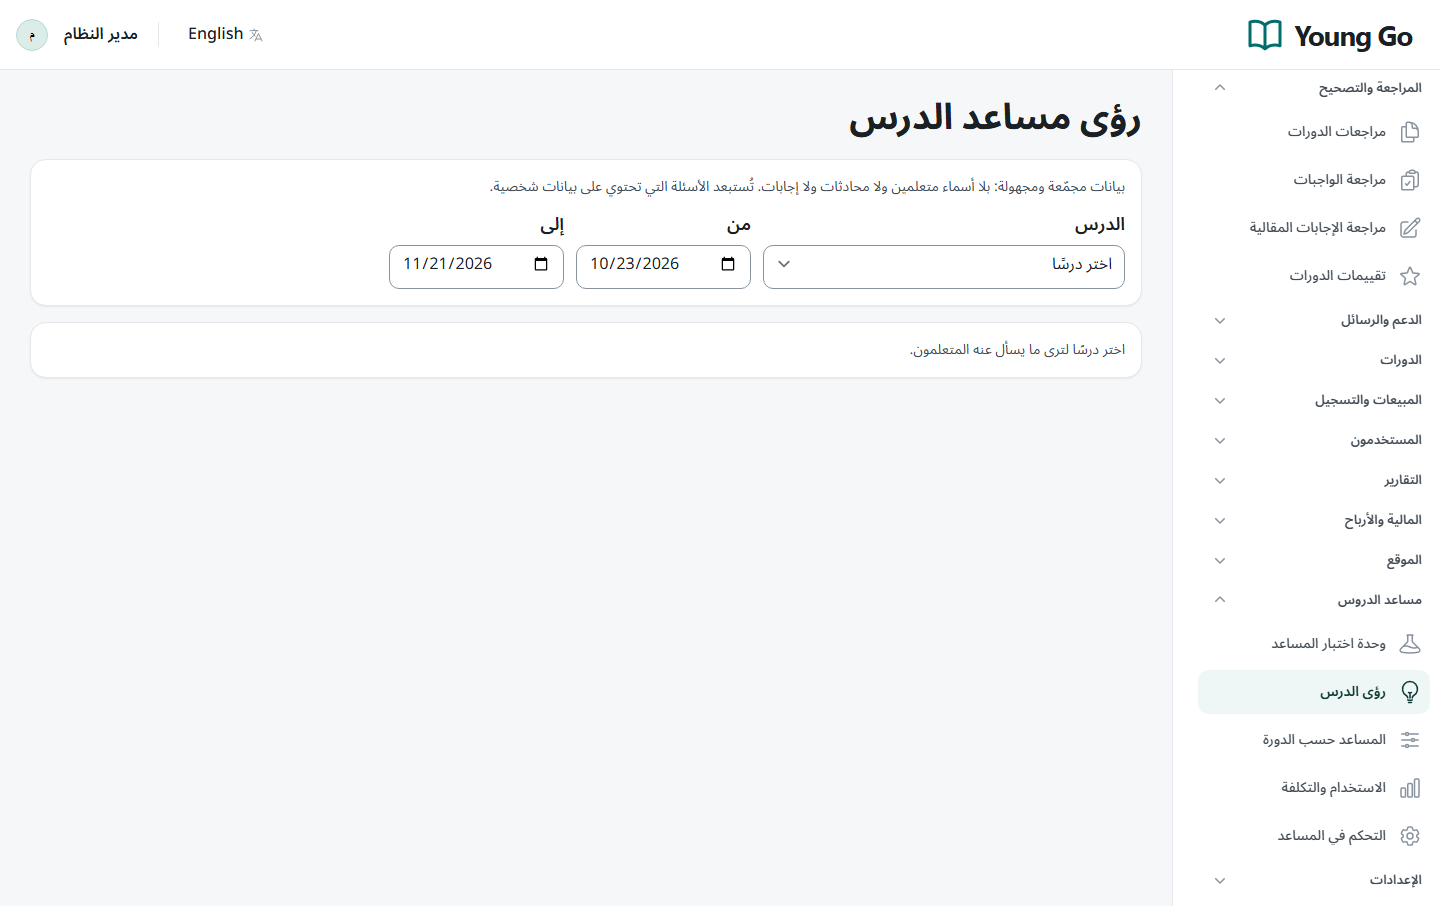 Young Go
English
مدير النظام
م
المراجعة والتصحيح
مراجعات الدورات
مراجعة الواجبات
مراجعة الإجابات المقالية
تقييمات الدورات
الدعم والرسائل
الدورات
المبيعات والتسجيل
المستخدمون
التقارير
المالية والأرباح
الموقع
مساعد الدروس
وحدة اختبار المساعد
رؤى الدرس
المساعد حسب الدورة
الاستخدام والتكلفة
التحكم في المساعد
الإعدادات
رؤى مساعد الدرس
بيانات مجمّعة ومجهولة: بلا أسماء متعلمين ولا محادثات ولا إجابات. تُستبعد الأسئلة التي تحتوي على بيانات شخصية.
الدرس
اختر درسًا
من
10/23/2026
إلى
11/21/2026
اختر درسًا لترى ما يسأل عنه المتعلمون.